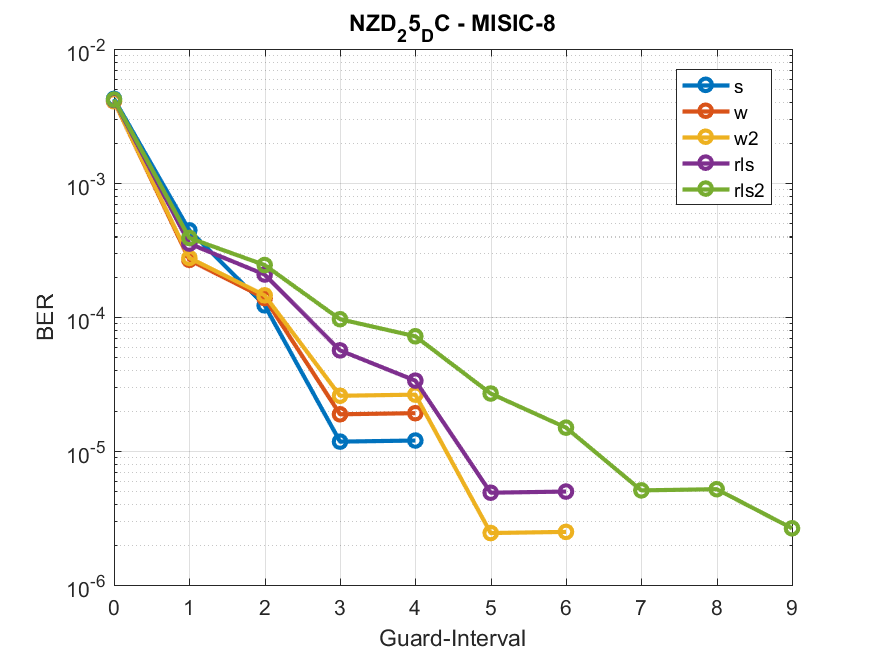 NZD₂5_DC - MISIC-8
10⁻²
10⁻³
10⁻⁴
10⁻⁵
10⁻⁶
BER
s
w
w2
rls
rls2
0 1 2 3 4 5 6 7 8 9
Guard-Interval